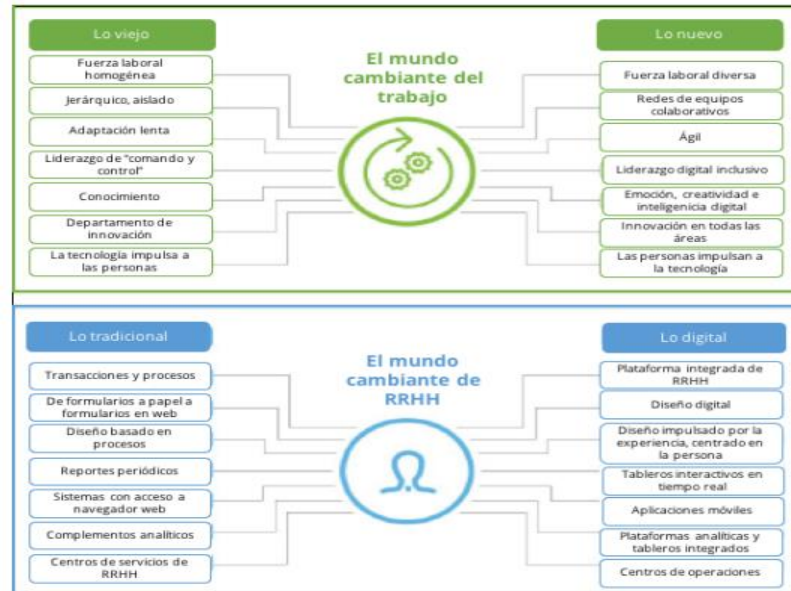 Lo viejo
Fuerza laboral
homogénea
Jerárquico, aislado
Adaptación lenta
Liderazgo de "comando y
control"
Conocimiento
Departamento de
innovación
La tecnología impulsa a
las personas
El mundo
cambiante del
trabajo
Lo nuevo
Fuerza laboral diversa
Redes de equipos
colaborativos
Ágil
Liderazgo digital inclusivo
Emoción, creatividad e
inteligenicia digital
Innovación en todas las
áreas
Las personas impulsan a
la tecnología
Lo tradicional
Transacciones y procesos
De formularios a papel a
formularios en web
Diseño basado en
procesos
Reportes periódicos
Sistemas con acceso a
navegador web
Complementos analíticos
Centros de servicios de
RRHH
El mundo
cambiante de
RRHH
Lo digital
Plataforma integrada de
RRHH
Diseño digital
Diseño impulsado por la
experiencia, centrado en
la persona
Tableros interactivos en
tiempo real
Aplicaciones móviles
Plataformas analíticas y
tableros integrados
Centros de operaciones